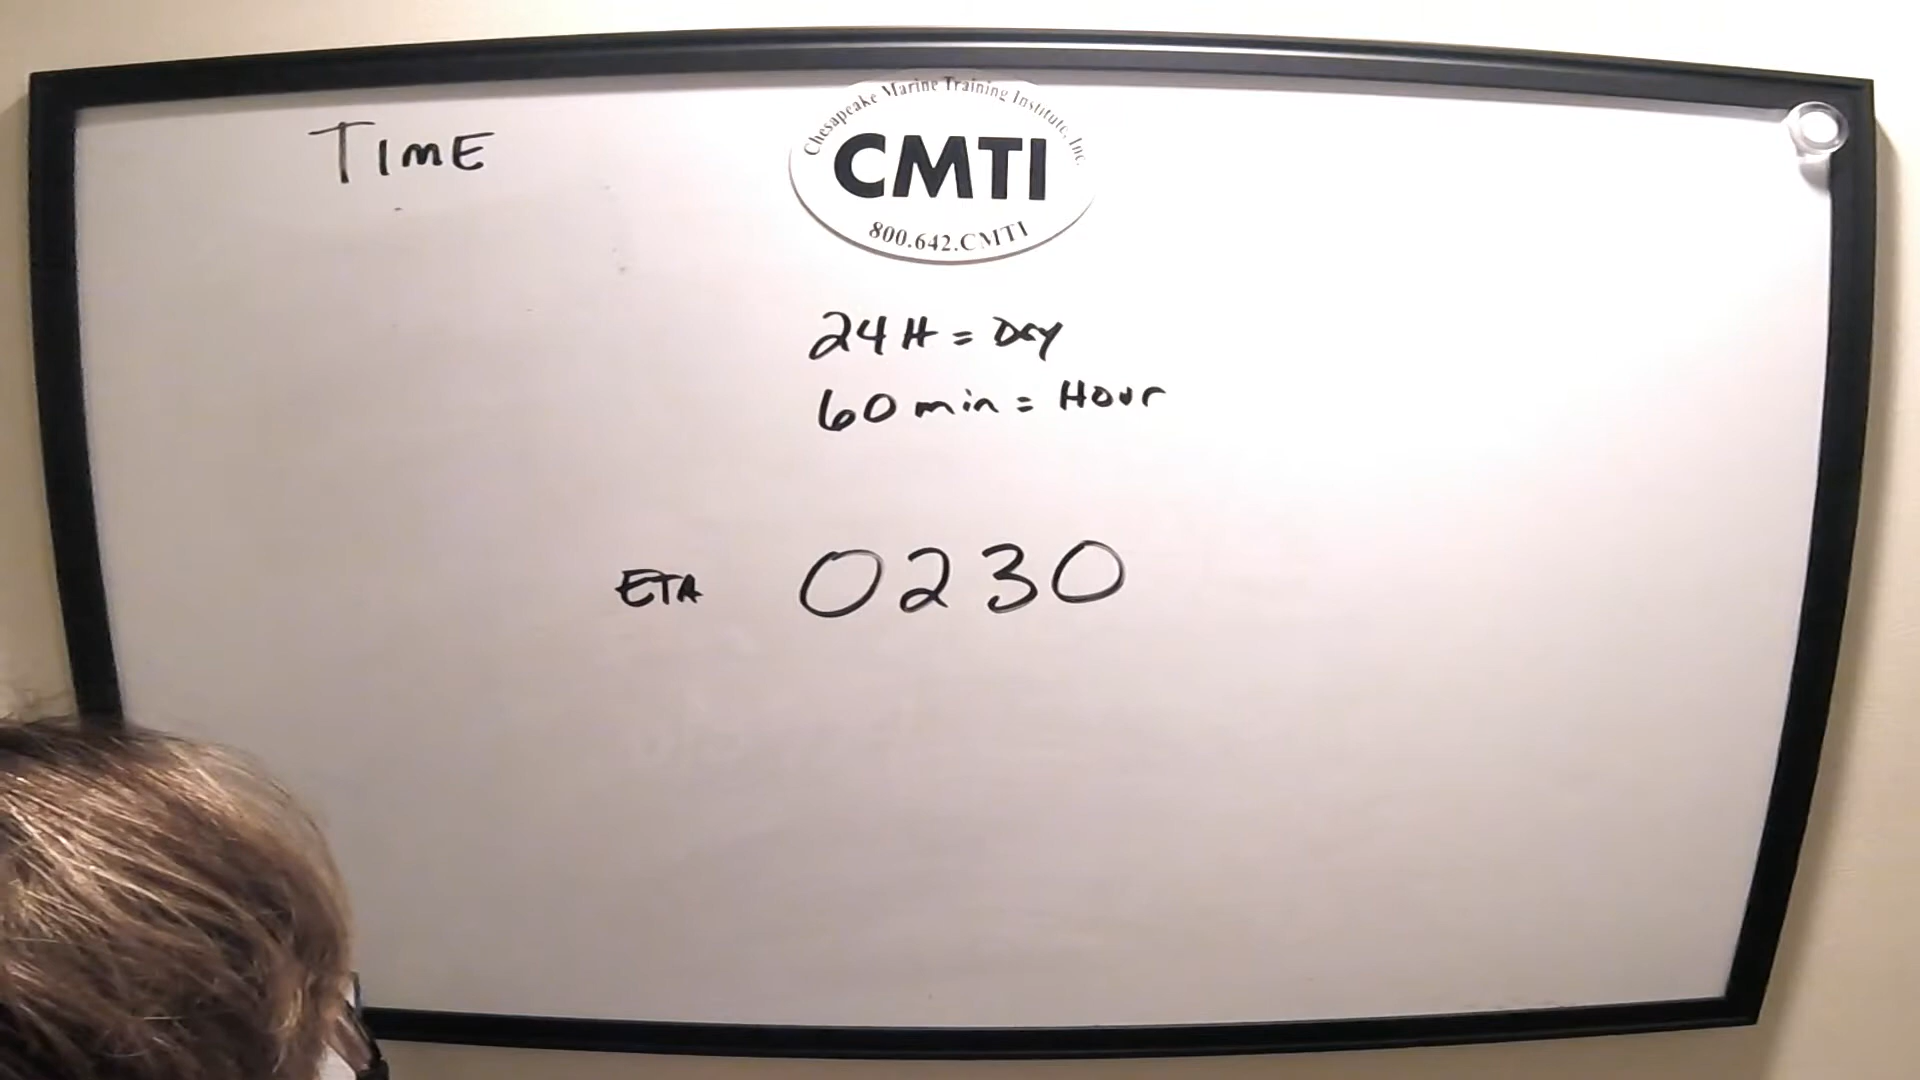 TIME
Chesapeake Marine Training Institute, Inc.
CMTI
800.642.CMTI
24 H = DAY
60 min = Hour
ETA 0230